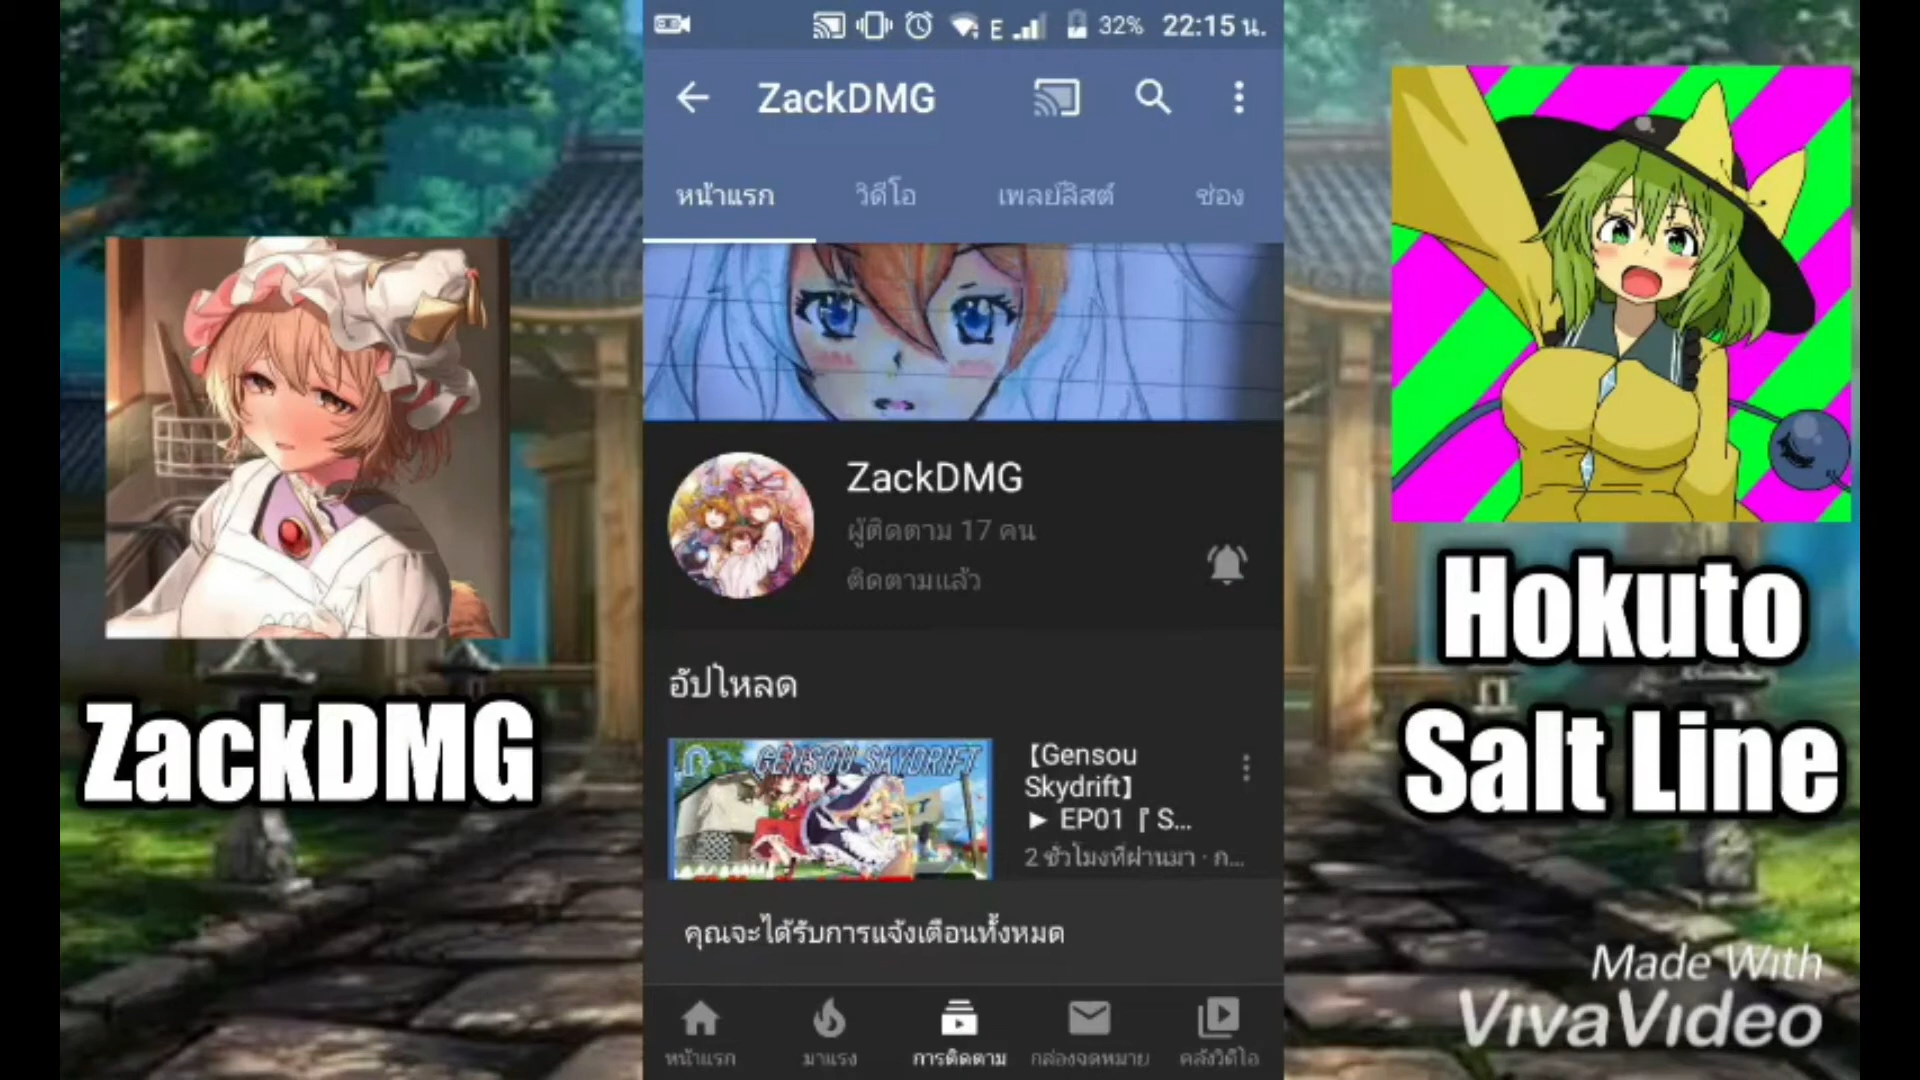 E
32%
22:15 น.
ZackDMG
หน้าแรก
วิดีโอ
เพลย์ลิสต์
ช่อง
ZackDMG
ผู้ติดตาม 17 คน
ติดตามแล้ว
อัปโหลด
GENSOU SKYDRIFT
【Gensou
Skydrift】
► EP01『 S...
2 ชั่วโมงที่ผ่านมา · ก...
คุณจะได้รับการแจ้งเตือนทั้งหมด
หน้าแรก
มาแรง
การติดตาม
กล่องจดหมาย
คลังวิดีโอ
ZackDMG
Hokuto
Salt Line
Made With
VivaVideo